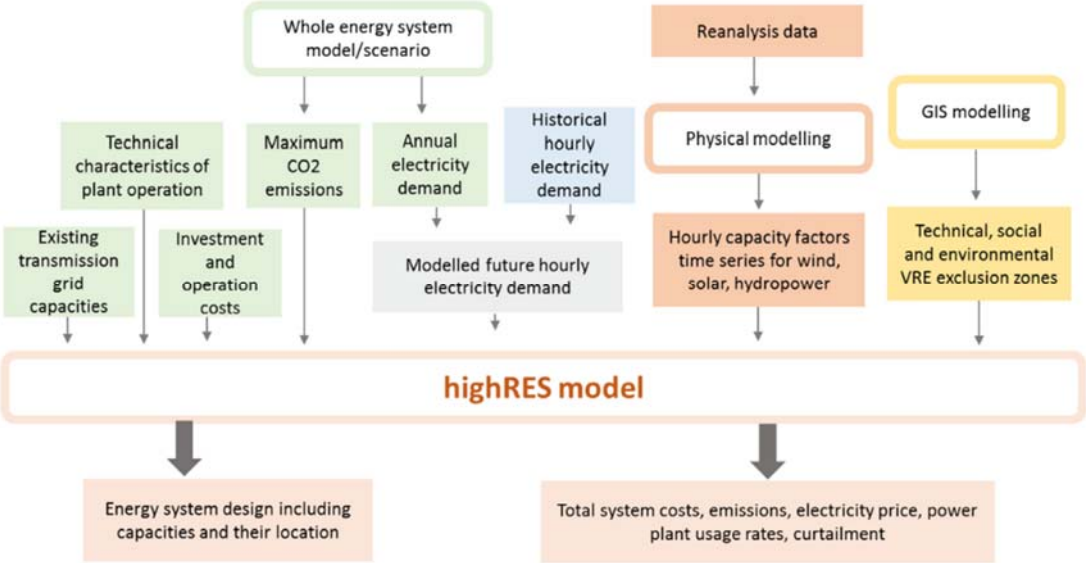 Whole energy system
model/scenario
Reanalysis data
Technical
characteristics of
plant operation
Maximum
CO2
emissions
Annual
electricity
demand
Historical
hourly
electricity
demand
Physical modelling
GIS modelling
Existing
transmission
grid
capacities
Investment
and
operation
costs
Modelled future hourly
electricity demand
Hourly capacity factors
time series for wind,
solar, hydropower
Technical, social
and environmental
VRE exclusion zones
highRES model
Energy system design including
capacities and their location
Total system costs, emissions, electricity price, power
plant usage rates, curtailment